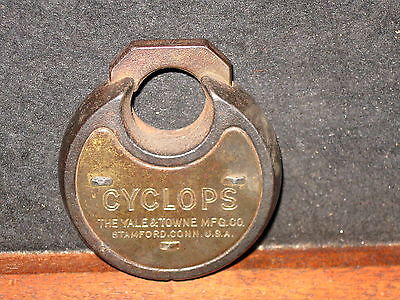 CYCLOPS
THE YALE & TOWNE MFG. CO.
STAMFORD. CONN. U.S.A.